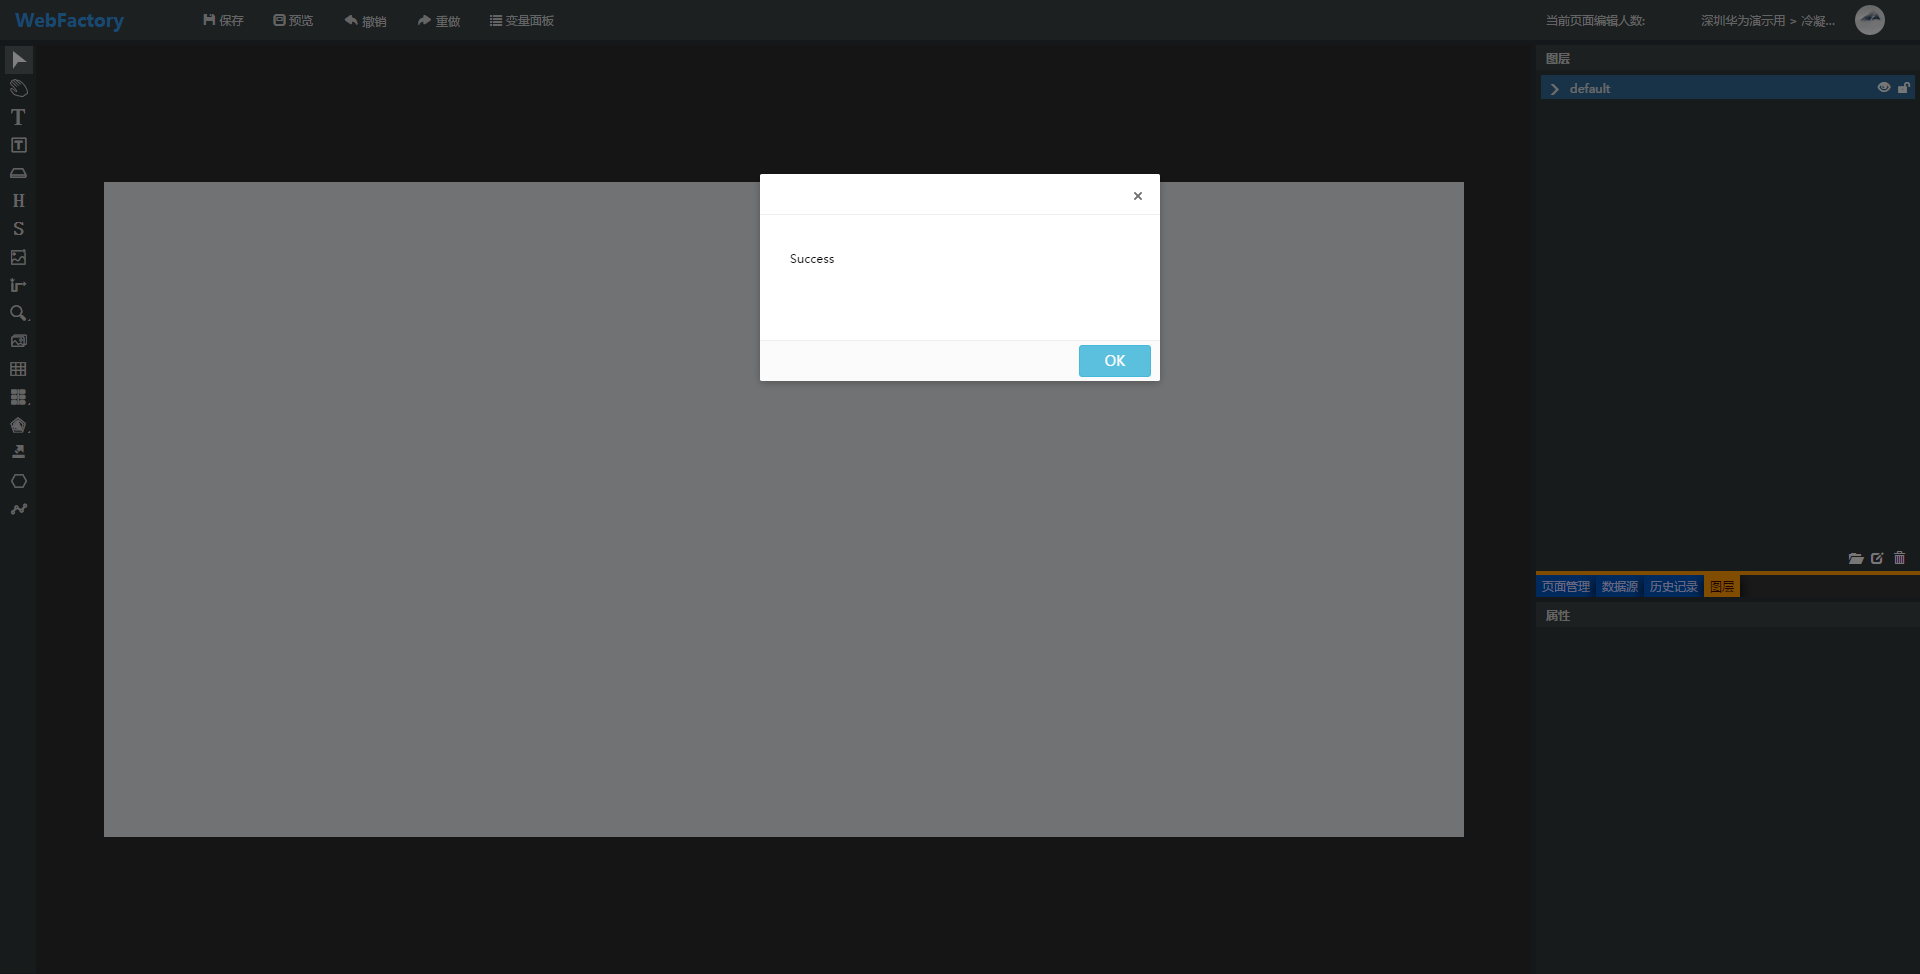 WebFactory
保存
预览
撤销
重做
变量面板
当前页面编辑人数:
深圳华为演示用 > 冷凝...
图层
default
T
T
H
S
×
Success
OK
页面管理
数据源
历史记录
图层
属性